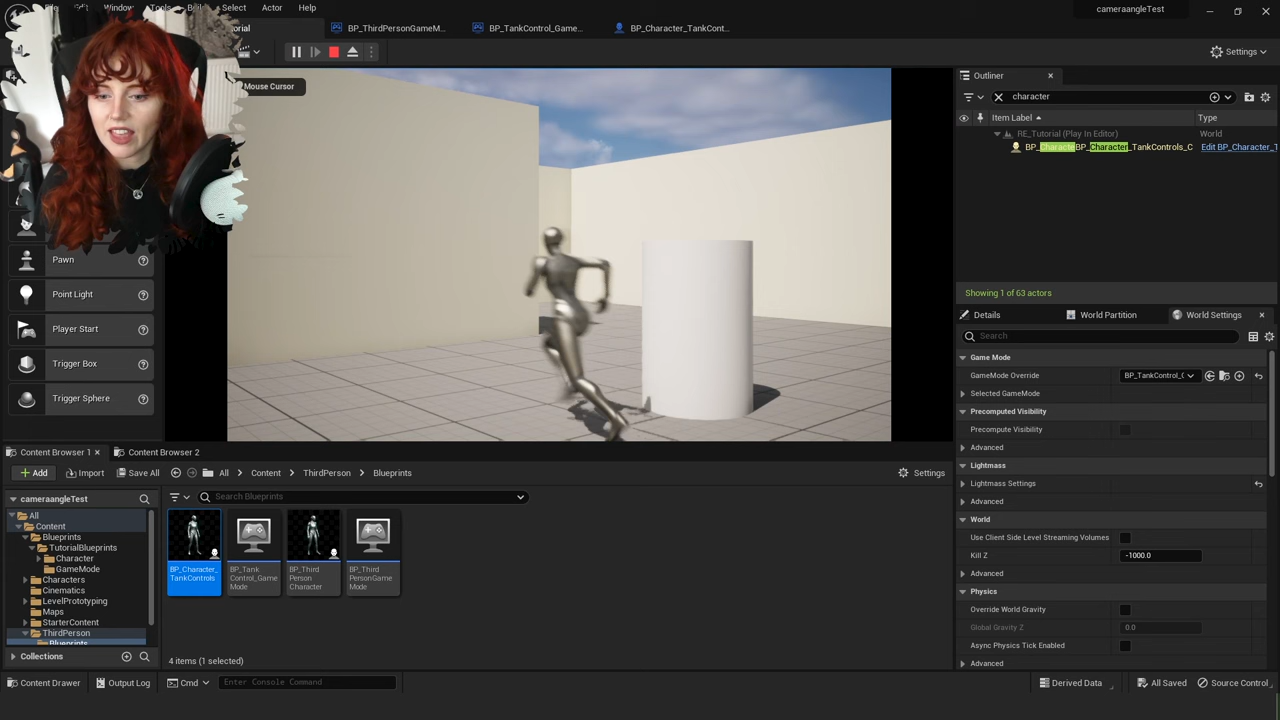 Select
Actor
Help
cameraangleTest
BP_ThirdPersonGameM...
BP_TankControl_Game...
BP_Character_TankCont...
Settings
Mouse Cursor
Pawn
Point Light
Player Start
Trigger Box
Trigger Sphere
Outliner
character
Item Label
Type
RE_Tutorial (Play In Editor)
World
BP_CharacteBP_Character_TankControls_C
Edit BP_Character_T
Showing 1 of 63 actors
Details
World Partition
World Settings
Search
Game Mode
GameMode Override
BP_TankControl_(
Selected GameMode
Precomputed Visibility
Precompute Visibility
Advanced
Lightmass
Lightmass Settings
Advanced
World
Use Client Side Level Streaming Volumes
Kill Z
-1000.0
Advanced
Physics
Override World Gravity
Global Gravity Z
0.0
Async Physics Tick Enabled
Advanced
Content Browser 1
Content Browser 2
Add
Import
Save All
All
Content
ThirdPerson
Blueprints
Settings
cameraangleTest
Search Blueprints
All
Content
Blueprints
TutorialBlueprints
Character
GameMode
Characters
Cinematics
LevelPrototyping
Maps
StarterContent
ThirdPerson
Blueprints
Collections
BP_Character_
TankControls
BP_Tank
Control_Game
Mode
BP_Third
Person
Character
BP_Third
PersonGame
Mode
4 items (1 selected)
Content Drawer
Output Log
Cmd
Enter Console Command
Derived Data
All Saved
Source Control